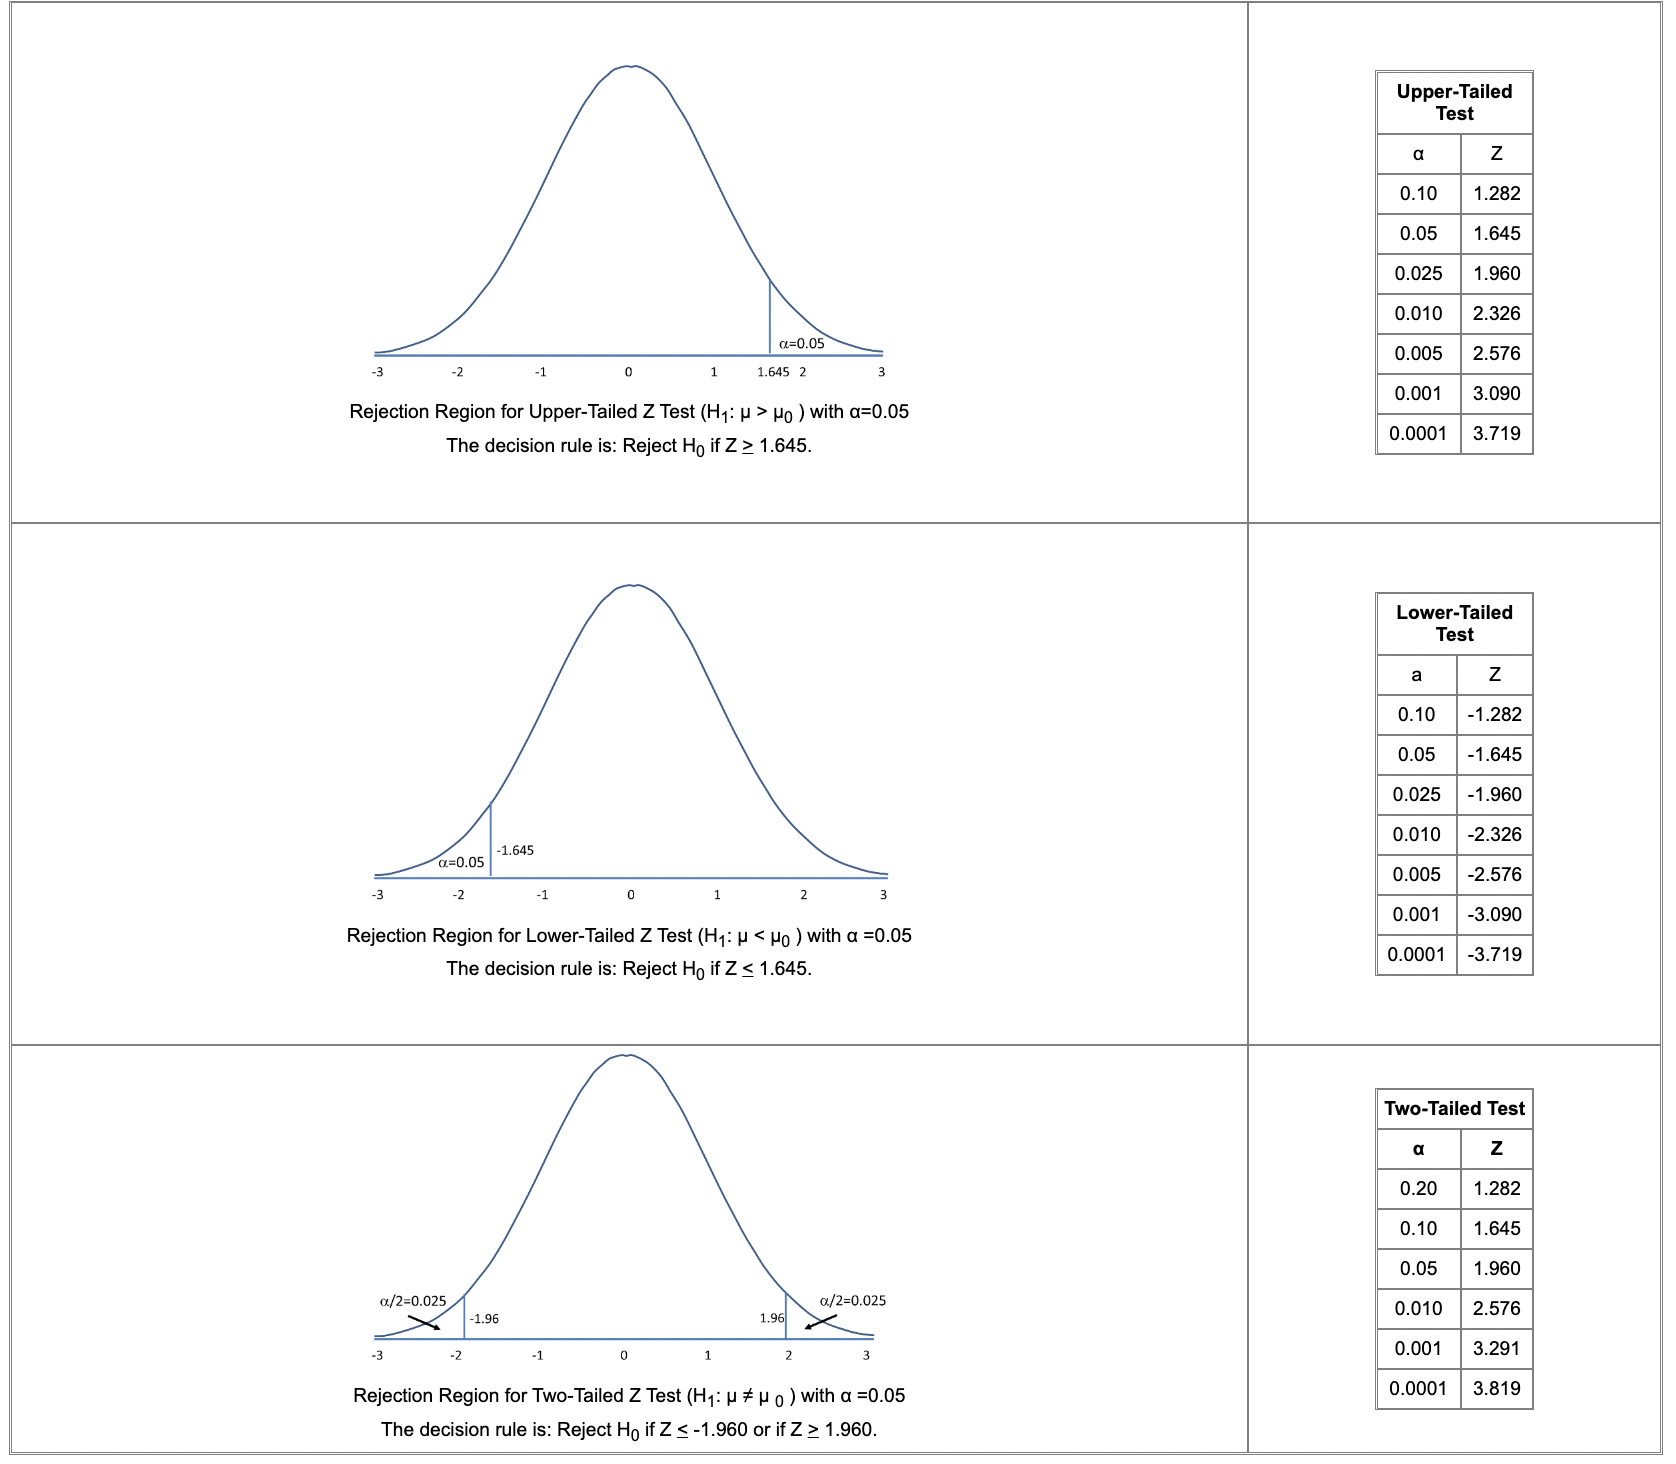 α=0.05
-3 -2 -1 0 1 1.645 2 3
Rejection Region for Upper-Tailed Z Test (H1: μ > μ0 ) with α=0.05
The decision rule is: Reject H0 if Z ≥ 1.645.
Upper-Tailed
Test
α Z
0.10 1.282
0.05 1.645
0.025 1.960
0.010 2.326
0.005 2.576
0.001 3.090
0.0001 3.719
-1.645
α=0.05
-3 -2 -1 0 1 2 3
Rejection Region for Lower-Tailed Z Test (H1: μ < μ0 ) with α =0.05
The decision rule is: Reject H0 if Z ≤ 1.645.
Lower-Tailed
Test
a Z
0.10 -1.282
0.05 -1.645
0.025 -1.960
0.010 -2.326
0.005 -2.576
0.001 -3.090
0.0001 -3.719
α/2=0.025 α/2=0.025
-1.96 1.96
-3 -2 -1 0 1 2 3
Rejection Region for Two-Tailed Z Test (H1: μ ≠ μ 0 ) with α =0.05
The decision rule is: Reject H0 if Z ≤ -1.960 or if Z ≥ 1.960.
Two-Tailed Test
α Z
0.20 1.282
0.10 1.645
0.05 1.960
0.010 2.576
0.001 3.291
0.0001 3.819